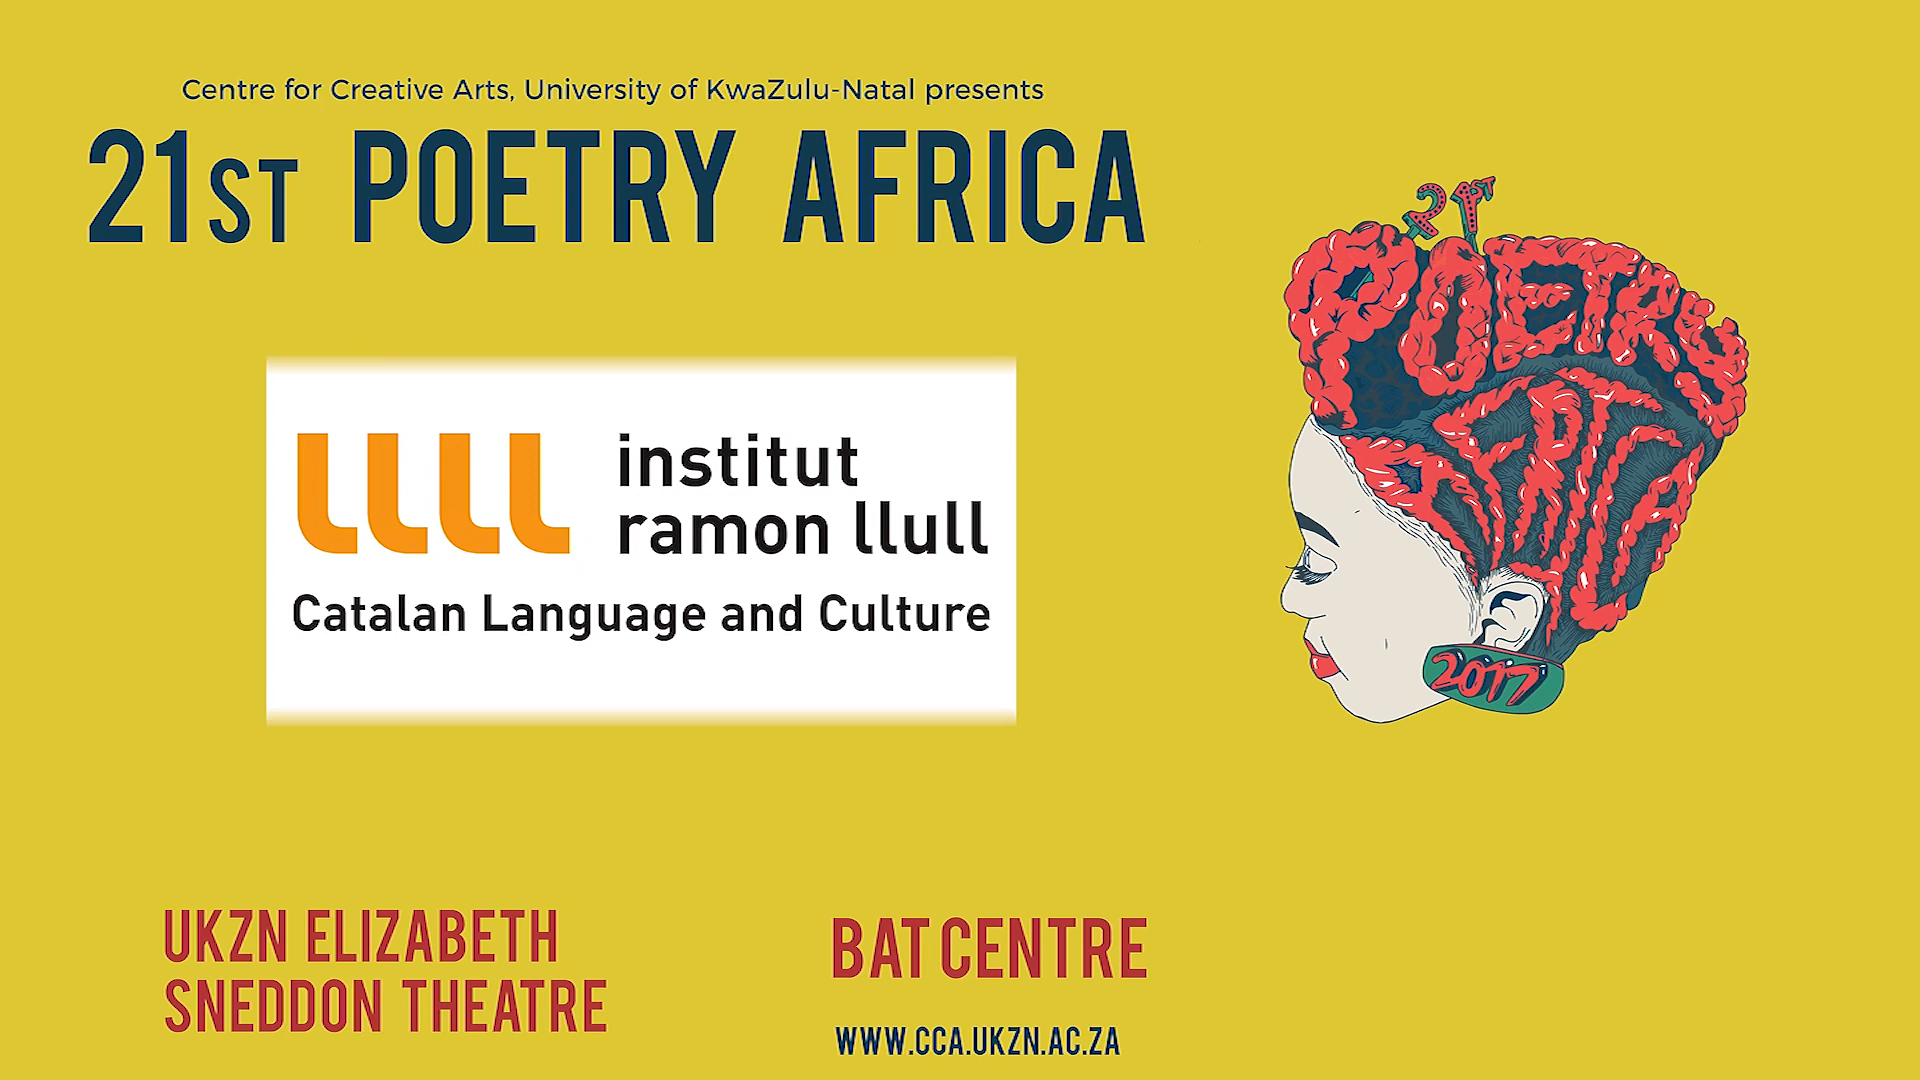 Centre for Creative Arts, University of KwaZulu-Natal presents
21ST POETRY AFRICA
21ST
POETRY
AFRICA
2017
LLLL
institut
ramon llull
Catalan Language and Culture
UKZN ELIZABETH
SNEDDON THEATRE
BAT CENTRE
WWW.CCA.UKZN.AC.ZA